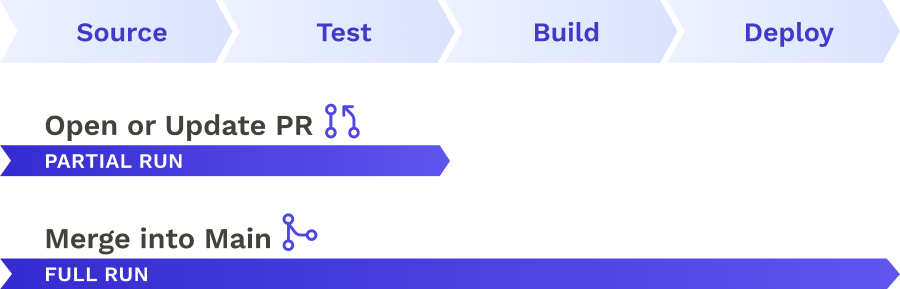 Source Test Build Deploy
Open or Update PR
PARTIAL RUN
Merge into Main
FULL RUN